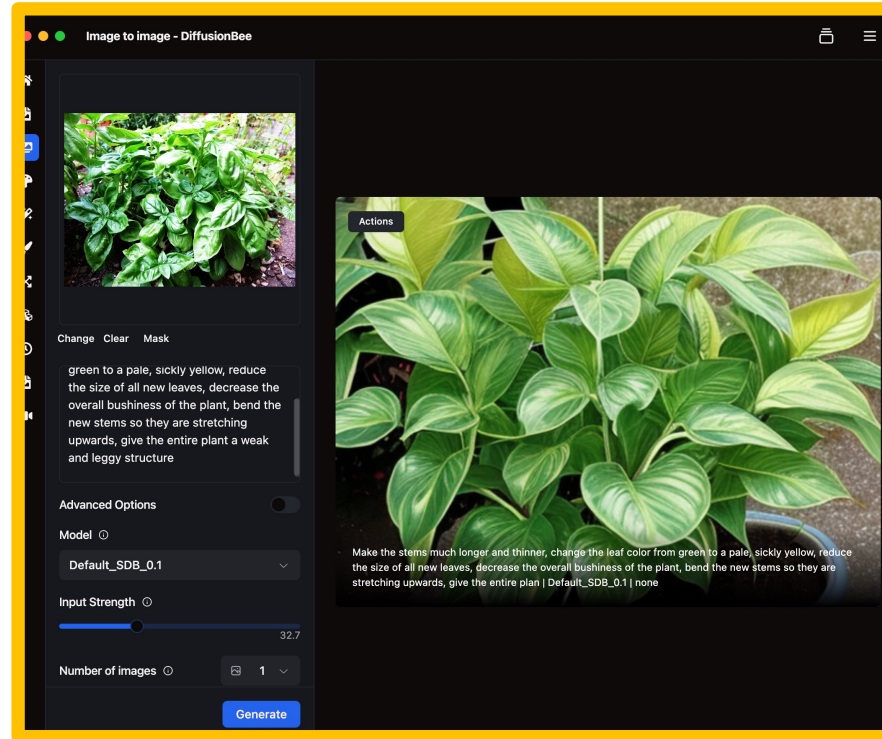 Image to image - DiffusionBee
Change Clear Mask
green to a pale, sickly yellow, reduce
the size of all new leaves, decrease the
overall bushiness of the plant, bend the
new stems so they are stretching
upwards, give the entire plant a weak
and leggy structure
Advanced Options
Model
Default_SDB_0.1
Input Strength
32.7
Number of images
1
Generate
Actions
Make the stems much longer and thinner, change the leaf color from green to a pale, sickly yellow, reduce
the size of all new leaves, decrease the overall bushiness of the plant, bend the new stems so they are
stretching upwards, give the entire plan | Default_SDB_0.1 | none